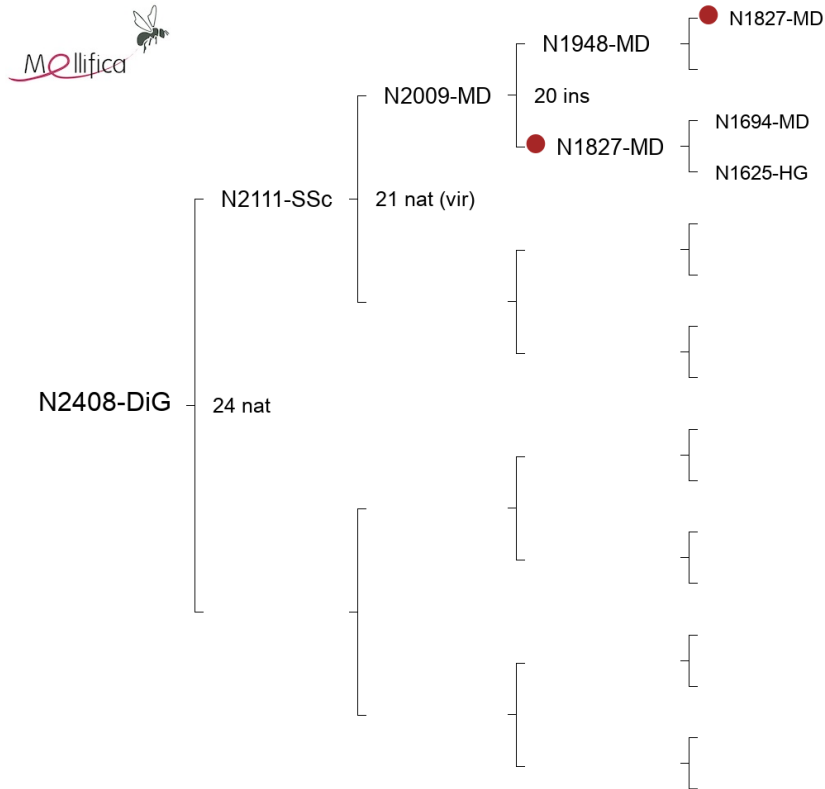 Mellifica
N1827-MD
N1948-MD
N2009-MD
20 ins
N1694-MD
N1827-MD
N1625-HG
N2111-SSc
21 nat (vir)
N2408-DiG
24 nat